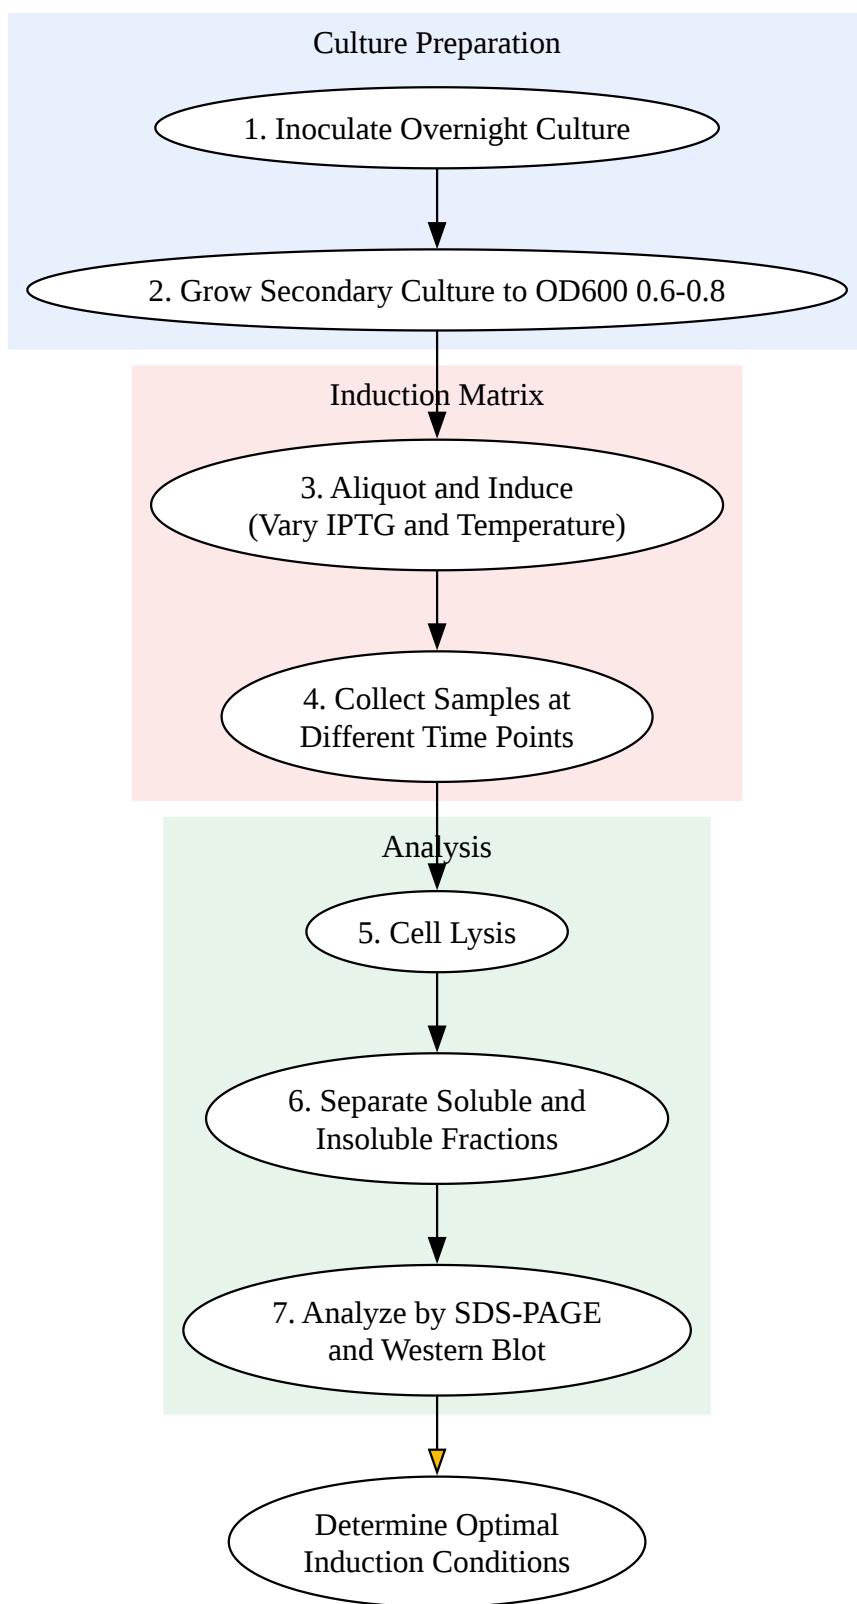 Culture Preparation
1. Inoculate Overnight Culture
2. Grow Secondary Culture to OD600 0.6-0.8
Induction Matrix
3. Aliquot and Induce
(Vary IPTG and Temperature)
4. Collect Samples at
Different Time Points
Analysis
5. Cell Lysis
6. Separate Soluble and
Insoluble Fractions
7. Analyze by SDS-PAGE
and Western Blot
Determine Optimal
Induction Conditions